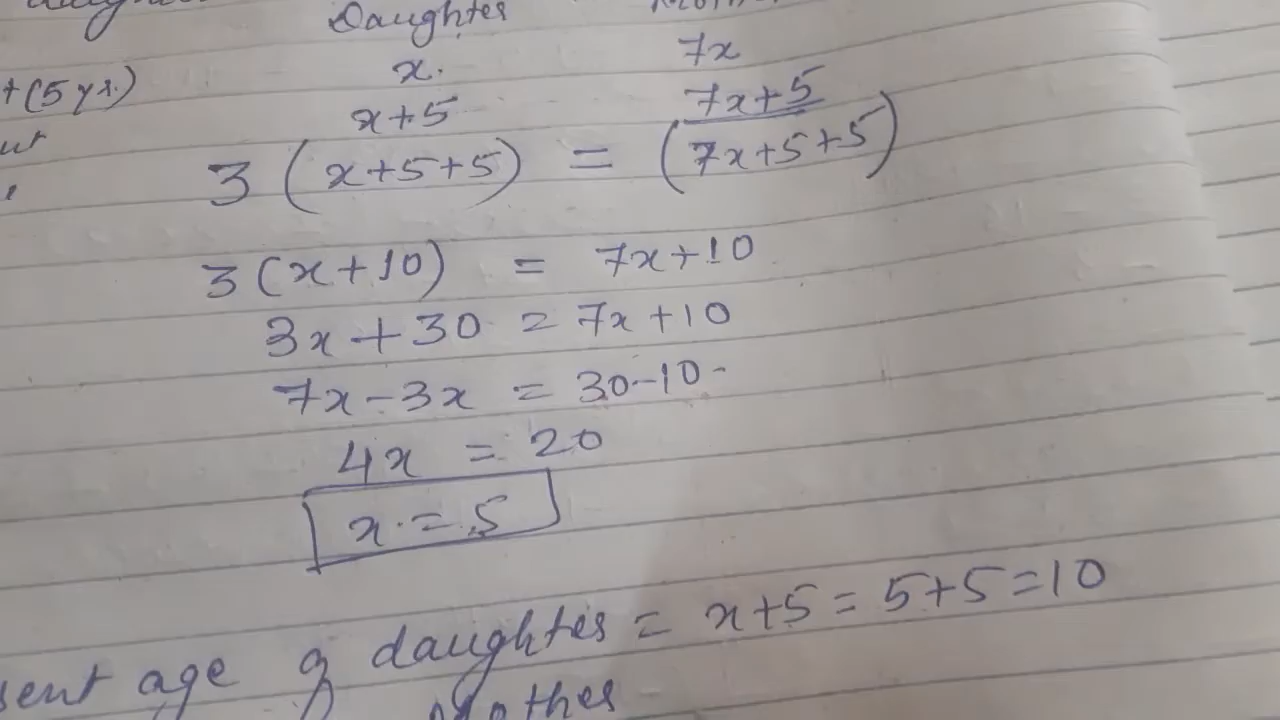 Daughter
x. 7x
+(5 yr.) x+5 7x+5
3 (x+5+5) = (7x+5+5)
3(x+10) = 7x+10
3x+30 = 7x+10
7x-3x = 30-10-
4x = 20
x.=5
age of daughter = x+5=5+5=10